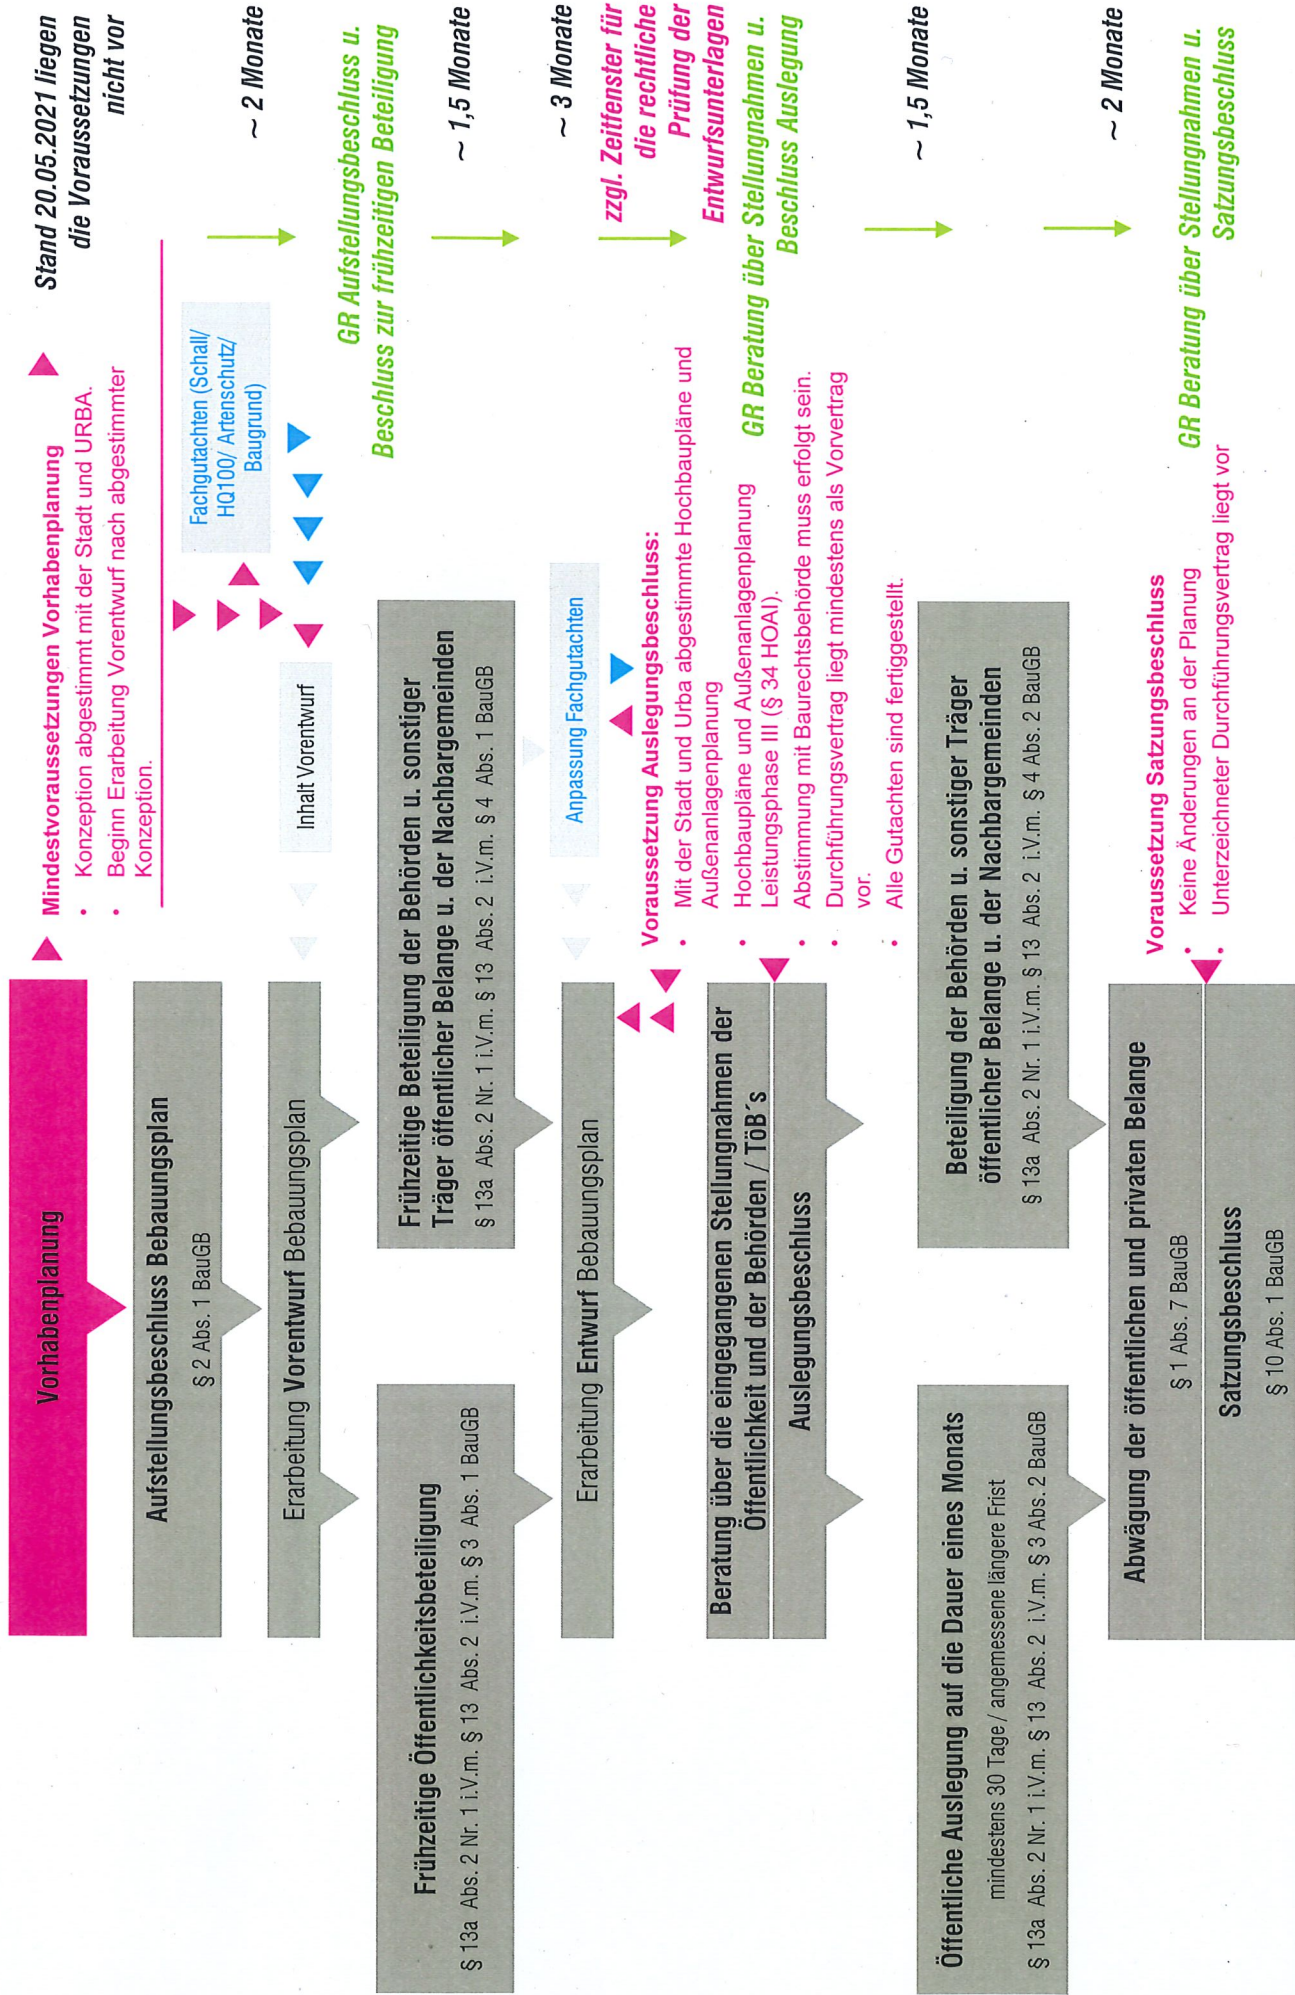 Vorhabenplanung
Mindestvoraussetzungen Vorhabenplanung
• Konzeption abgestimmt mit der Stadt und URBA.
• Beginn Erarbeitung Vorentwurf nach abgestimmter
Konzeption.
Stand 20.05.2021 liegen
die Voraussetzungen
nicht vor
Aufstellungsbeschluss Bebauungsplan
§ 2 Abs. 1 BauGB
Fachgutachten (Schall/
HQ100/ Artenschutz/
Baugrund)
~ 2 Monate
Erarbeitung Vorentwurf Bebauungsplan
Inhalt Vorentwurf
GR Aufstellungsbeschluss u.
Beschluss zur frühzeitigen Beteiligung
Frühzeitige Öffentlichkeitsbeteiligung
§ 13a Abs. 2 Nr. 1 i.V.m. § 13 Abs. 2 i.V.m. § 3 Abs. 1 BauGB
Frühzeitige Beteiligung der Behörden u. sonstiger
Träger öffentlicher Belange u. der Nachbargemeinden
§ 13a Abs. 2 Nr. 1 i.V.m. § 13 Abs. 2 i.V.m. § 4 Abs. 1 BauGB
~ 1,5 Monate
Erarbeitung Entwurf Bebauungsplan
Anpassung Fachgutachten
~ 3 Monate
zzgl. Zeitfenster für
die rechtliche
Prüfung der
Entwurfsunterlagen
Beratung über die eingegangenen Stellungnahmen der
Öffentlichkeit und der Behörden / TöB´s
Auslegungsbeschluss
Voraussetzung Auslegungsbeschluss:
• Mit der Stadt und Urba abgestimmte Hochbaupläne und
Außenanlagenplanung
• Hochbaupläne und Außenanlagenplanung
Leistungsphase III (§ 34 HOAI).
• Abstimmung mit Baurechtsbehörde muss erfolgt sein.
• Durchführungsvertrag liegt mindestens als Vorvertrag
vor.
• Alle Gutachten sind fertiggestellt.
GR Beratung über Stellungnahmen u.
Beschluss Auslegung
Öffentliche Auslegung auf die Dauer eines Monats
mindestens 30 Tage / angemessene längere Frist
§ 13a Abs. 2 Nr. 1 i.V.m. § 13 Abs. 2 i.V.m. § 3 Abs. 2 BauGB
Beteiligung der Behörden u. sonstiger Träger
öffentlicher Belange u. der Nachbargemeinden
§ 13a Abs. 2 Nr. 1 i.V.m. § 13 Abs. 2 i.V.m. § 4 Abs. 2 BauGB
~ 1,5 Monate
Abwägung der öffentlichen und privaten Belange
§ 1 Abs. 7 BauGB
~ 2 Monate
Satzungsbeschluss
§ 10 Abs. 1 BauGB
Voraussetzung Satzungsbeschluss
• Keine Änderungen an der Planung
• Unterzeichneter Durchführungsvertrag liegt vor
GR Beratung über Stellungnahmen u.
Satzungsbeschluss